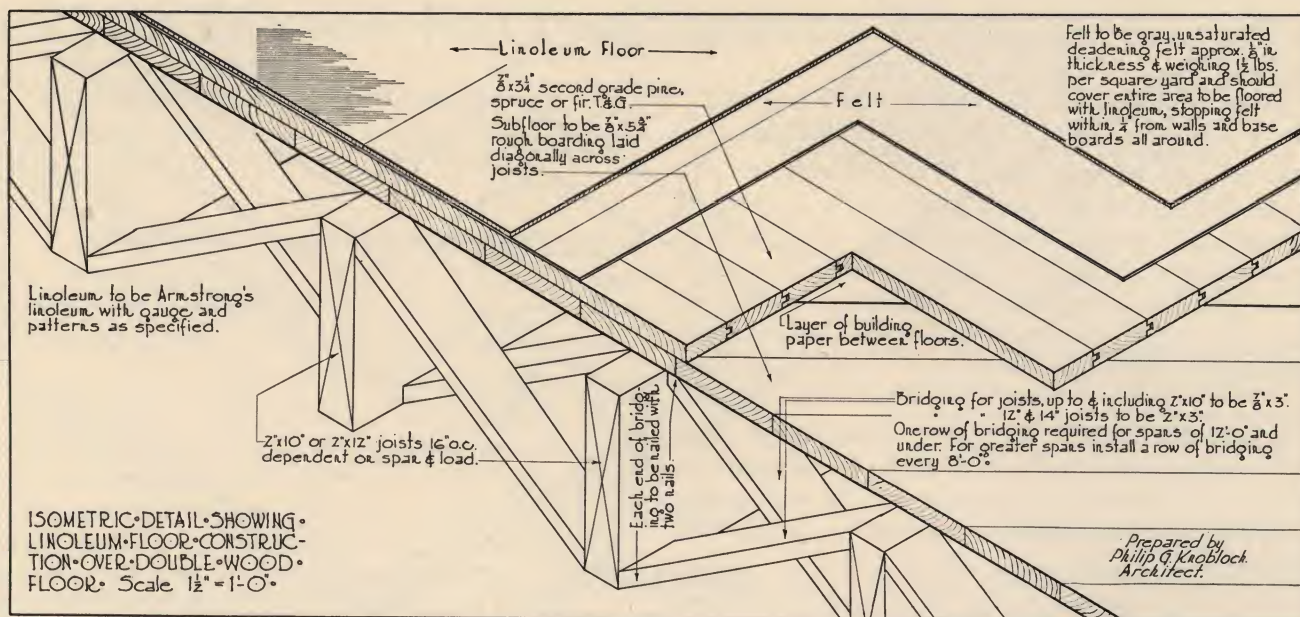 Linoleum Floor
7/8"x3 1/4" second grade pine,
spruce or fir. T.&G.
Subfloor to be 7/8"x5 3/4"
rough boarding laid
diagonally across
joists.
Felt
Felt to be gray, unsaturated
deadening felt approx. 1/8" in
thickness & weighing 1 1/2 lbs.
per square yard and should
cover entire area to be floored
with linoleum, stopping felt
within 1/4" from walls and base
boards all around.
Linoleum to be Armstrong's
linoleum with gauge and
patterns as specified.
Layer of building
paper between floors.
2"x10" or 2"x12" joists 16" o.c.
dependent on span & load.
Each end of bridg-
ing to be nailed with
two nails.
Bridging for joists, up to & including 2"x10" to be 7/8"x3".
" " 12" & 14" joists to be 2"x3".
One row of bridging required for spans of 12'-0" and
under. For greater spans install a row of bridging
every 8'-0".
ISOMETRIC·DETAIL·SHOWING·
LINOLEUM·FLOOR·CONSTRUC-
TION·OVER·DOUBLE·WOOD·
FLOOR· Scale 1 1/2" = 1'-0"·
Prepared by
Philip G. Knobloch
Architect.